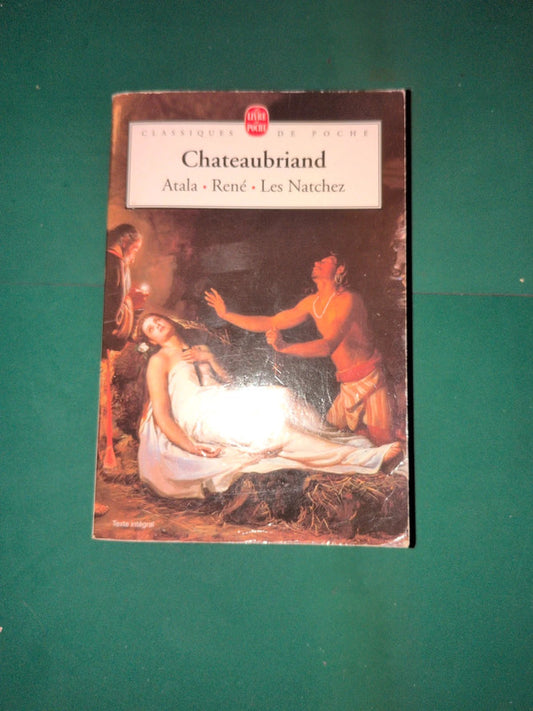 LE LIVRE
DE
POCHE
CLASSIQUES DE POCHE
Chateaubriand
Atala • René • Les Natchez
Texte intégral